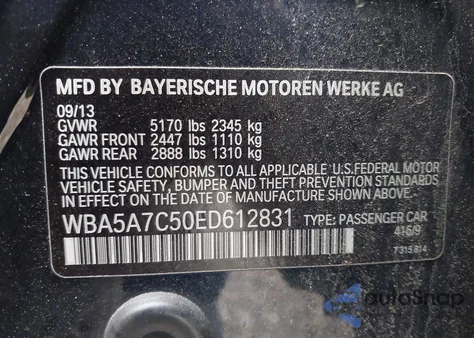 MFD BY BAYERISCHE MOTOREN WERKE AG
09/13
GVWR 5170 lbs 2345 kg
GAWR FRONT 2447 lbs 1110 kg
GAWR REAR 2888 lbs 1310 kg
THIS VEHICLE CONFORMS TO ALL APPLICABLE U.S.FEDERAL MOTOR
VEHICLE SAFETY, BUMPER AND THEFT PREVENTION STANDARDS
IN EFFECT ON THE DATE OF MANUFACTURE SHOWN ABOVE.
WBA5A7C50ED612831 TYPE: PASSENGER CAR
415/9
7315814
autoSnap